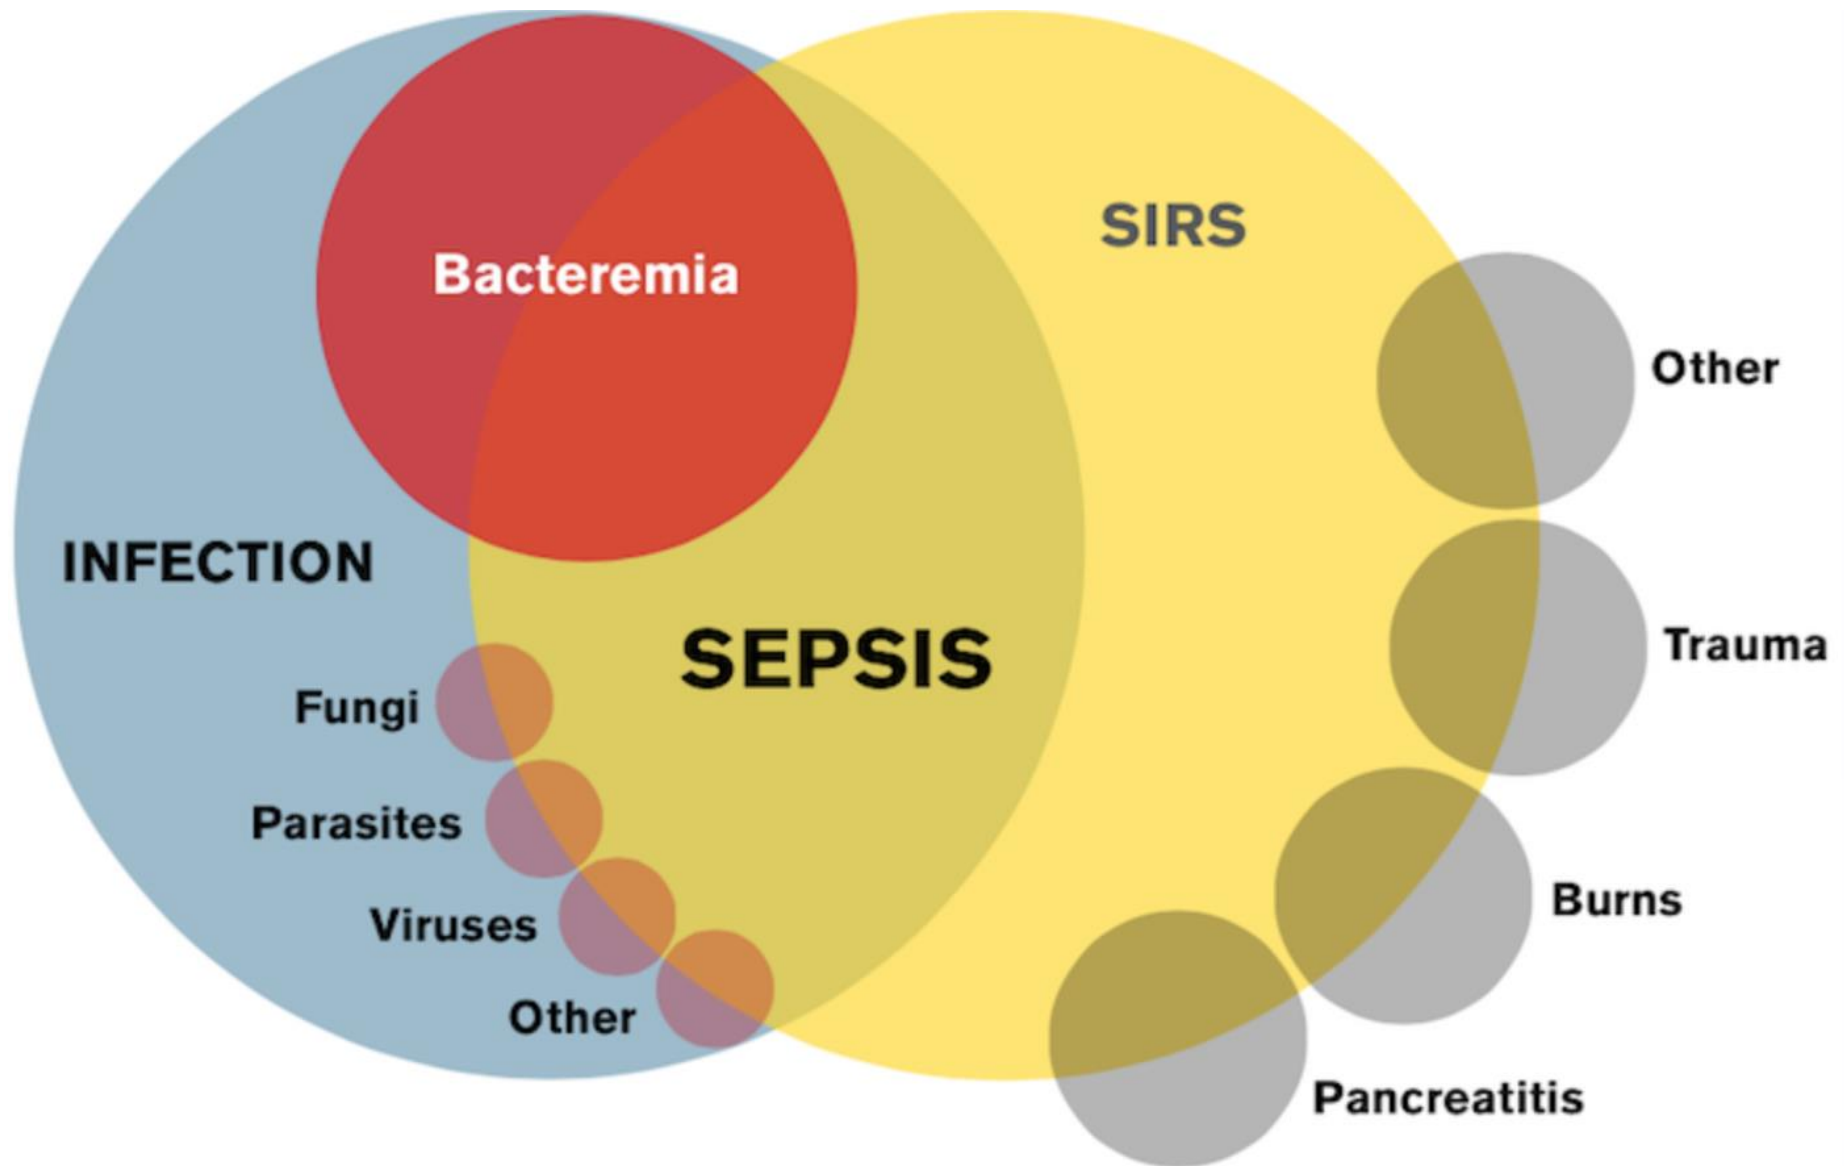 SIRS
Bacteremia
Other
INFECTION
SEPSIS
Trauma
Fungi
Parasites
Burns
Viruses
Other
Pancreatitis